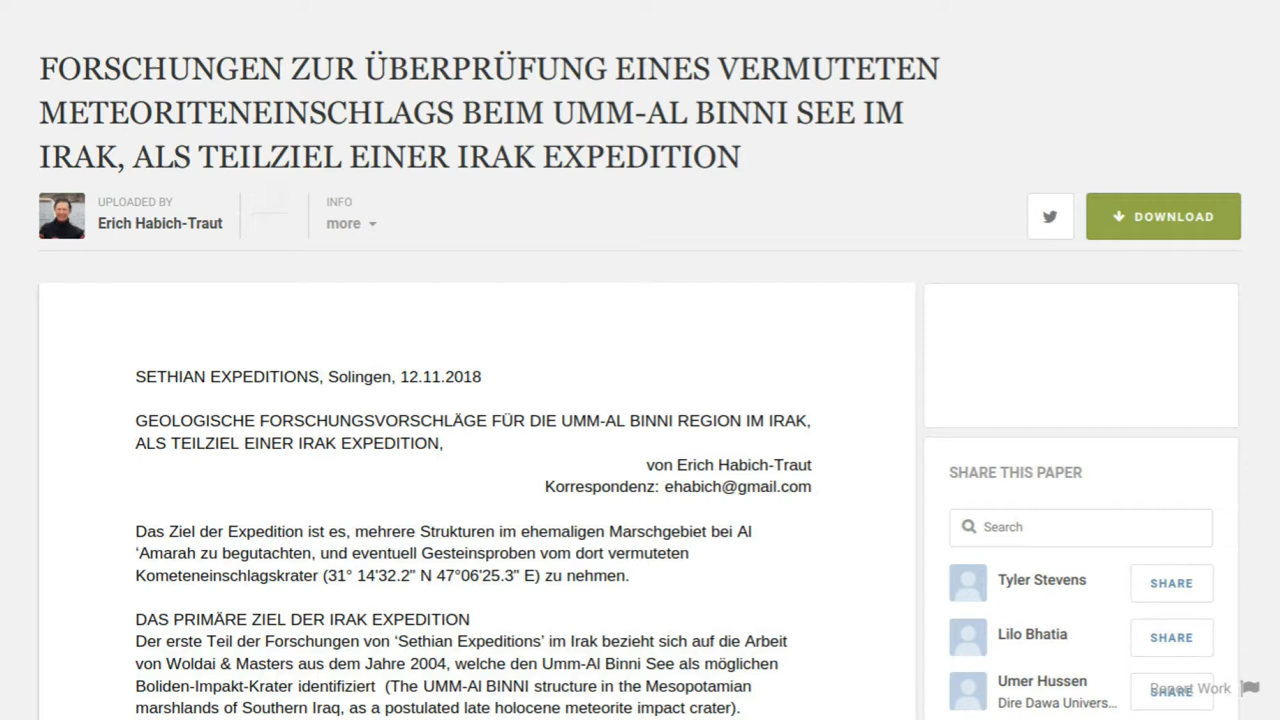 FORSCHUNGEN ZUR ÜBERPRÜFUNG EINES VERMUTETEN
METEORITENEINSCHLAGS BEIM UMM-AL BINNI SEE IM
IRAK, ALS TEILZIEL EINER IRAK EXPEDITION
UPLOADED BY
Erich Habich-Traut
INFO
more
DOWNLOAD
SETHIAN EXPEDITIONS, Solingen, 12.11.2018
GEOLOGISCHE FORSCHUNGSVORSCHLÄGE FÜR DIE UMM-AL BINNI REGION IM IRAK,
ALS TEILZIEL EINER IRAK EXPEDITION,
von Erich Habich-Traut
Korrespondenz: ehabich@gmail.com
Das Ziel der Expedition ist es, mehrere Strukturen im ehemaligen Marschgebiet bei Al
‘Amarah zu begutachten, und eventuell Gesteinsproben vom dort vermuteten
Kometeneinschlagskrater (31° 14'32.2" N 47°06'25.3" E) zu nehmen.
DAS PRIMÄRE ZIEL DER IRAK EXPEDITION
Der erste Teil der Forschungen von ‘Sethian Expeditions’ im Irak bezieht sich auf die Arbeit
von Woldai & Masters aus dem Jahre 2004, welche den Umm-Al Binni See als möglichen
Boliden-Impakt-Krater identifiziert (The UMM-Al BINNI structure in the Mesopotamian
marshlands of Southern Iraq, as a postulated late holocene meteorite impact crater).
SHARE THIS PAPER
Search
Tyler Stevens
SHARE
Lilo Bhatia
SHARE
Umer Hussen
Dire Dawa Univers...
SHARE
Report Work